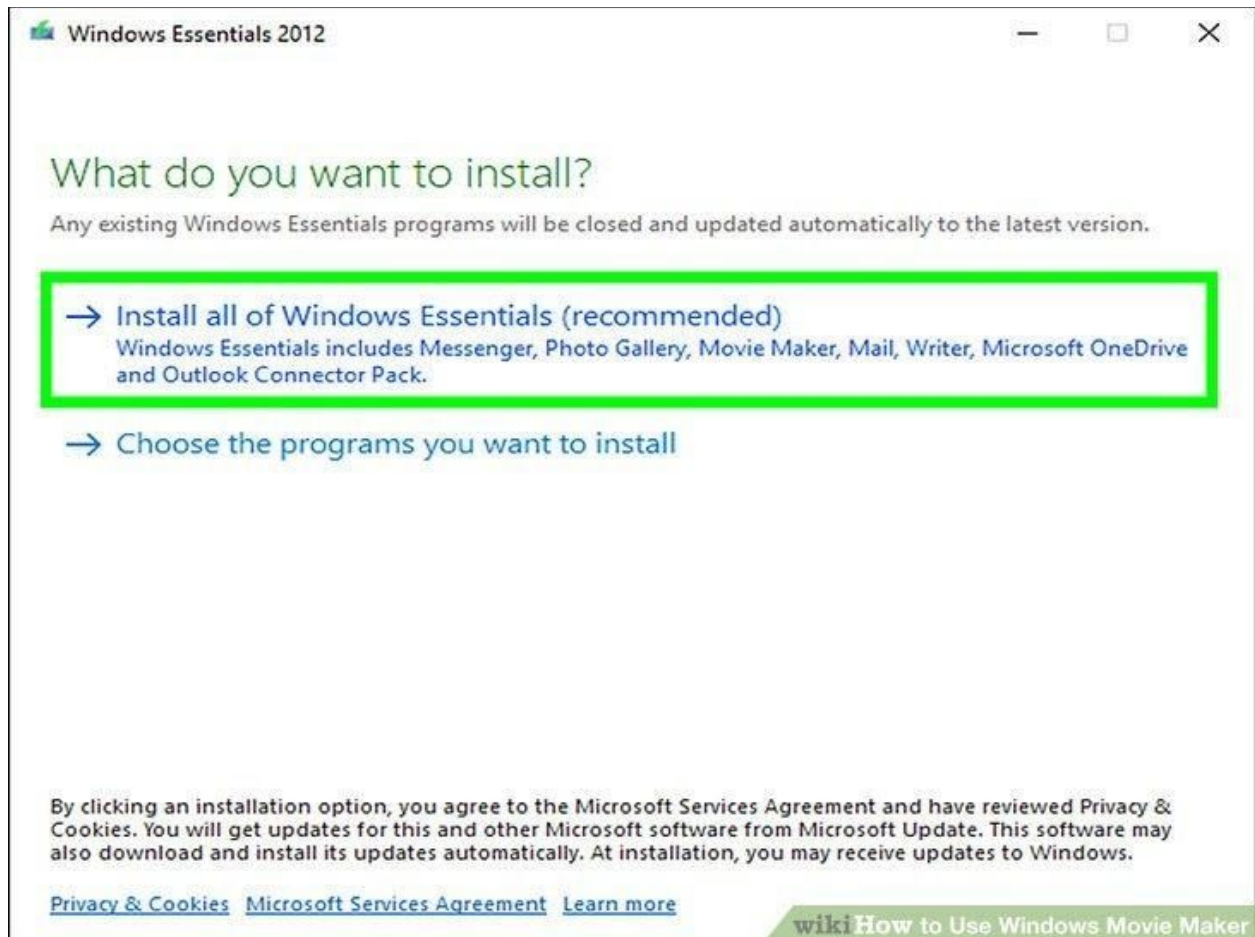 Windows Essentials 2012
What do you want to install?
Any existing Windows Essentials programs will be closed and updated automatically to the latest version.
Install all of Windows Essentials (recommended)
Windows Essentials includes Messenger, Photo Gallery, Movie Maker, Mail, Writer, Microsoft OneDrive
and Outlook Connector Pack.
Choose the programs you want to install
By clicking an installation option, you agree to the Microsoft Services Agreement and have reviewed Privacy &
Cookies. You will get updates for this and other Microsoft software from Microsoft Update. This software may
also download and install its updates automatically. At installation, you may receive updates to Windows.
Privacy & Cookies Microsoft Services Agreement Learn more
wikiHow to Use Windows Movie Maker